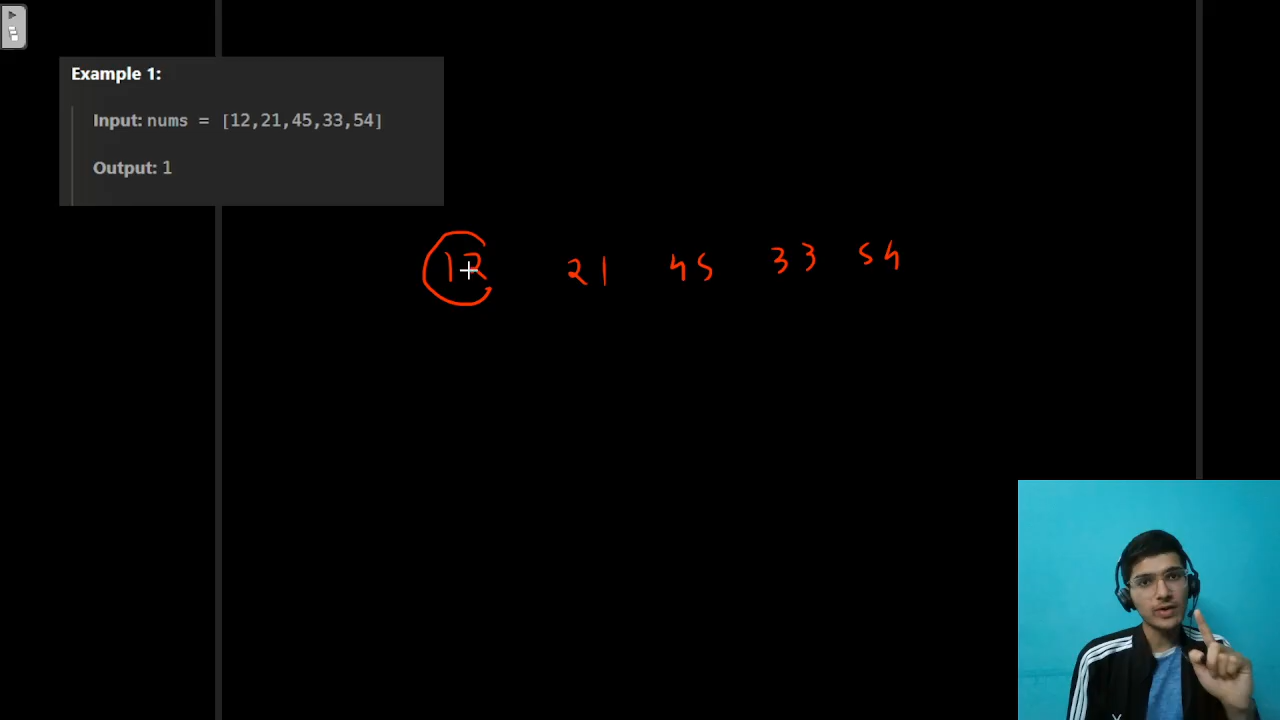 Example 1:
Input: nums = [12,21,45,33,54]
Output: 1
12 21 45 33 54